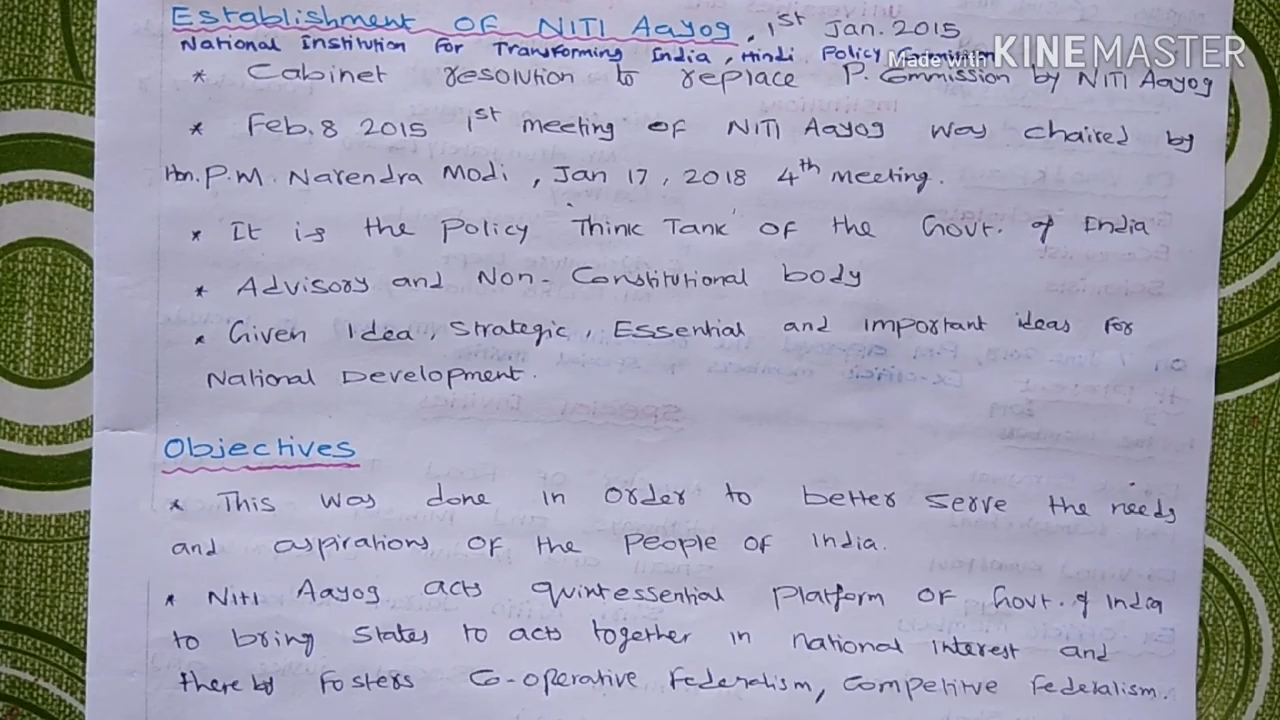 Establishment OF NITI Aayog, 1st Jan. 2015
National Institution For Transforming India, Hindi Policy
Made with KINEMASTER
* Cabinet resolution to replace P. Commission by NITI Aayog
* Feb. 8 2015 1st meeting of NITI Aayog was chaired by
Hon. P.M. Narendra Modi, Jan 17, 2018 4th meeting.
* It is the Policy 'Think Tank' of the Govt. of India
* Advisory and Non-Constitutional body
* Given Idea, Strategic, Essential and important ideas for
National Development.
Objectives
* This was done in order to better serve the needs
and aspirations of the People of India.
* Niti Aayog acts quintessential Platform of Govt. of India
to bring States to acts together in national interest and
thereby Fosters Co-operative Federalism, Competitive Federalism.